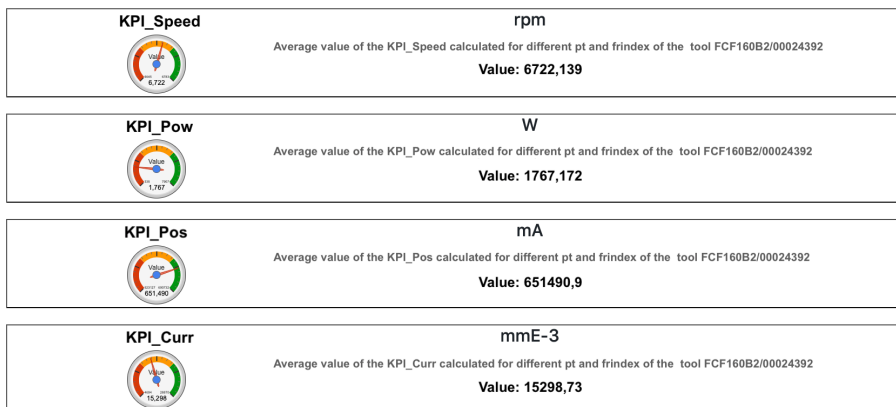 KPI_Speed
rpm
Average value of the KPI_Speed calculated for different pt and frindex of the tool FCF160B2/00024392
Value
6,722
Value: 6722,139
KPI_Pow
W
Average value of the KPI_Pow calculated for different pt and frindex of the tool FCF160B2/00024392
Value
1,767
Value: 1767,172
KPI_Pos
mA
Average value of the KPI_Pos calculated for different pt and frindex of the tool FCF160B2/00024392
Value
651,490
Value: 651490,9
KPI_Curr
mmE-3
Average value of the KPI_Curr calculated for different pt and frindex of the tool FCF160B2/00024392
Value
15,298
Value: 15298,73